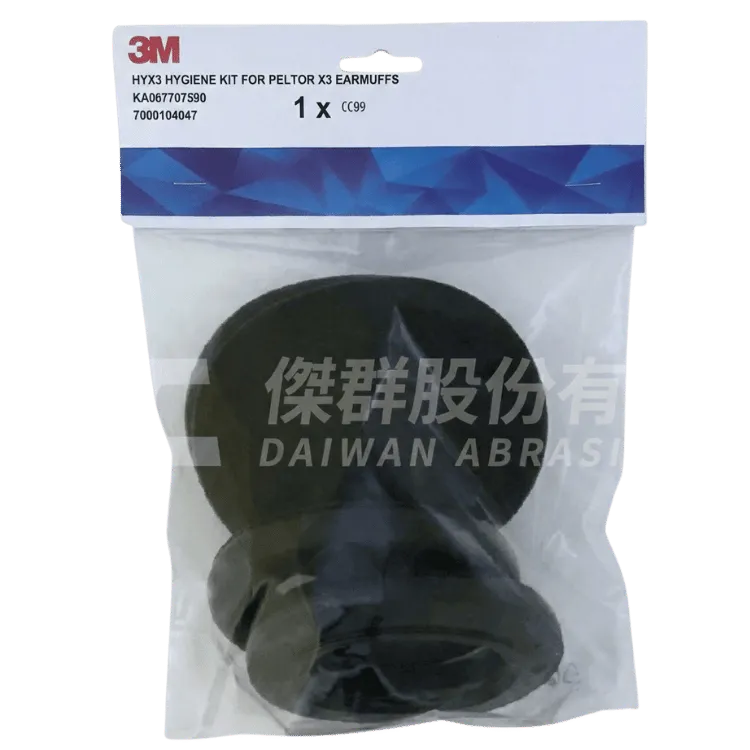 3M
HYX3 HYGIENE KIT FOR PELTOR X3 EARMUFFS
KA067707590
7000104047
1 x CC99
傑群股份有
DAIWAN ABRASI